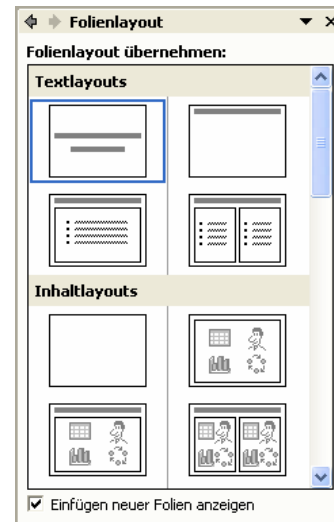 Folienlayout
Folienlayout übernehmen:
Textlayouts
Inhaltlayouts
Einfügen neuer Folien anzeigen